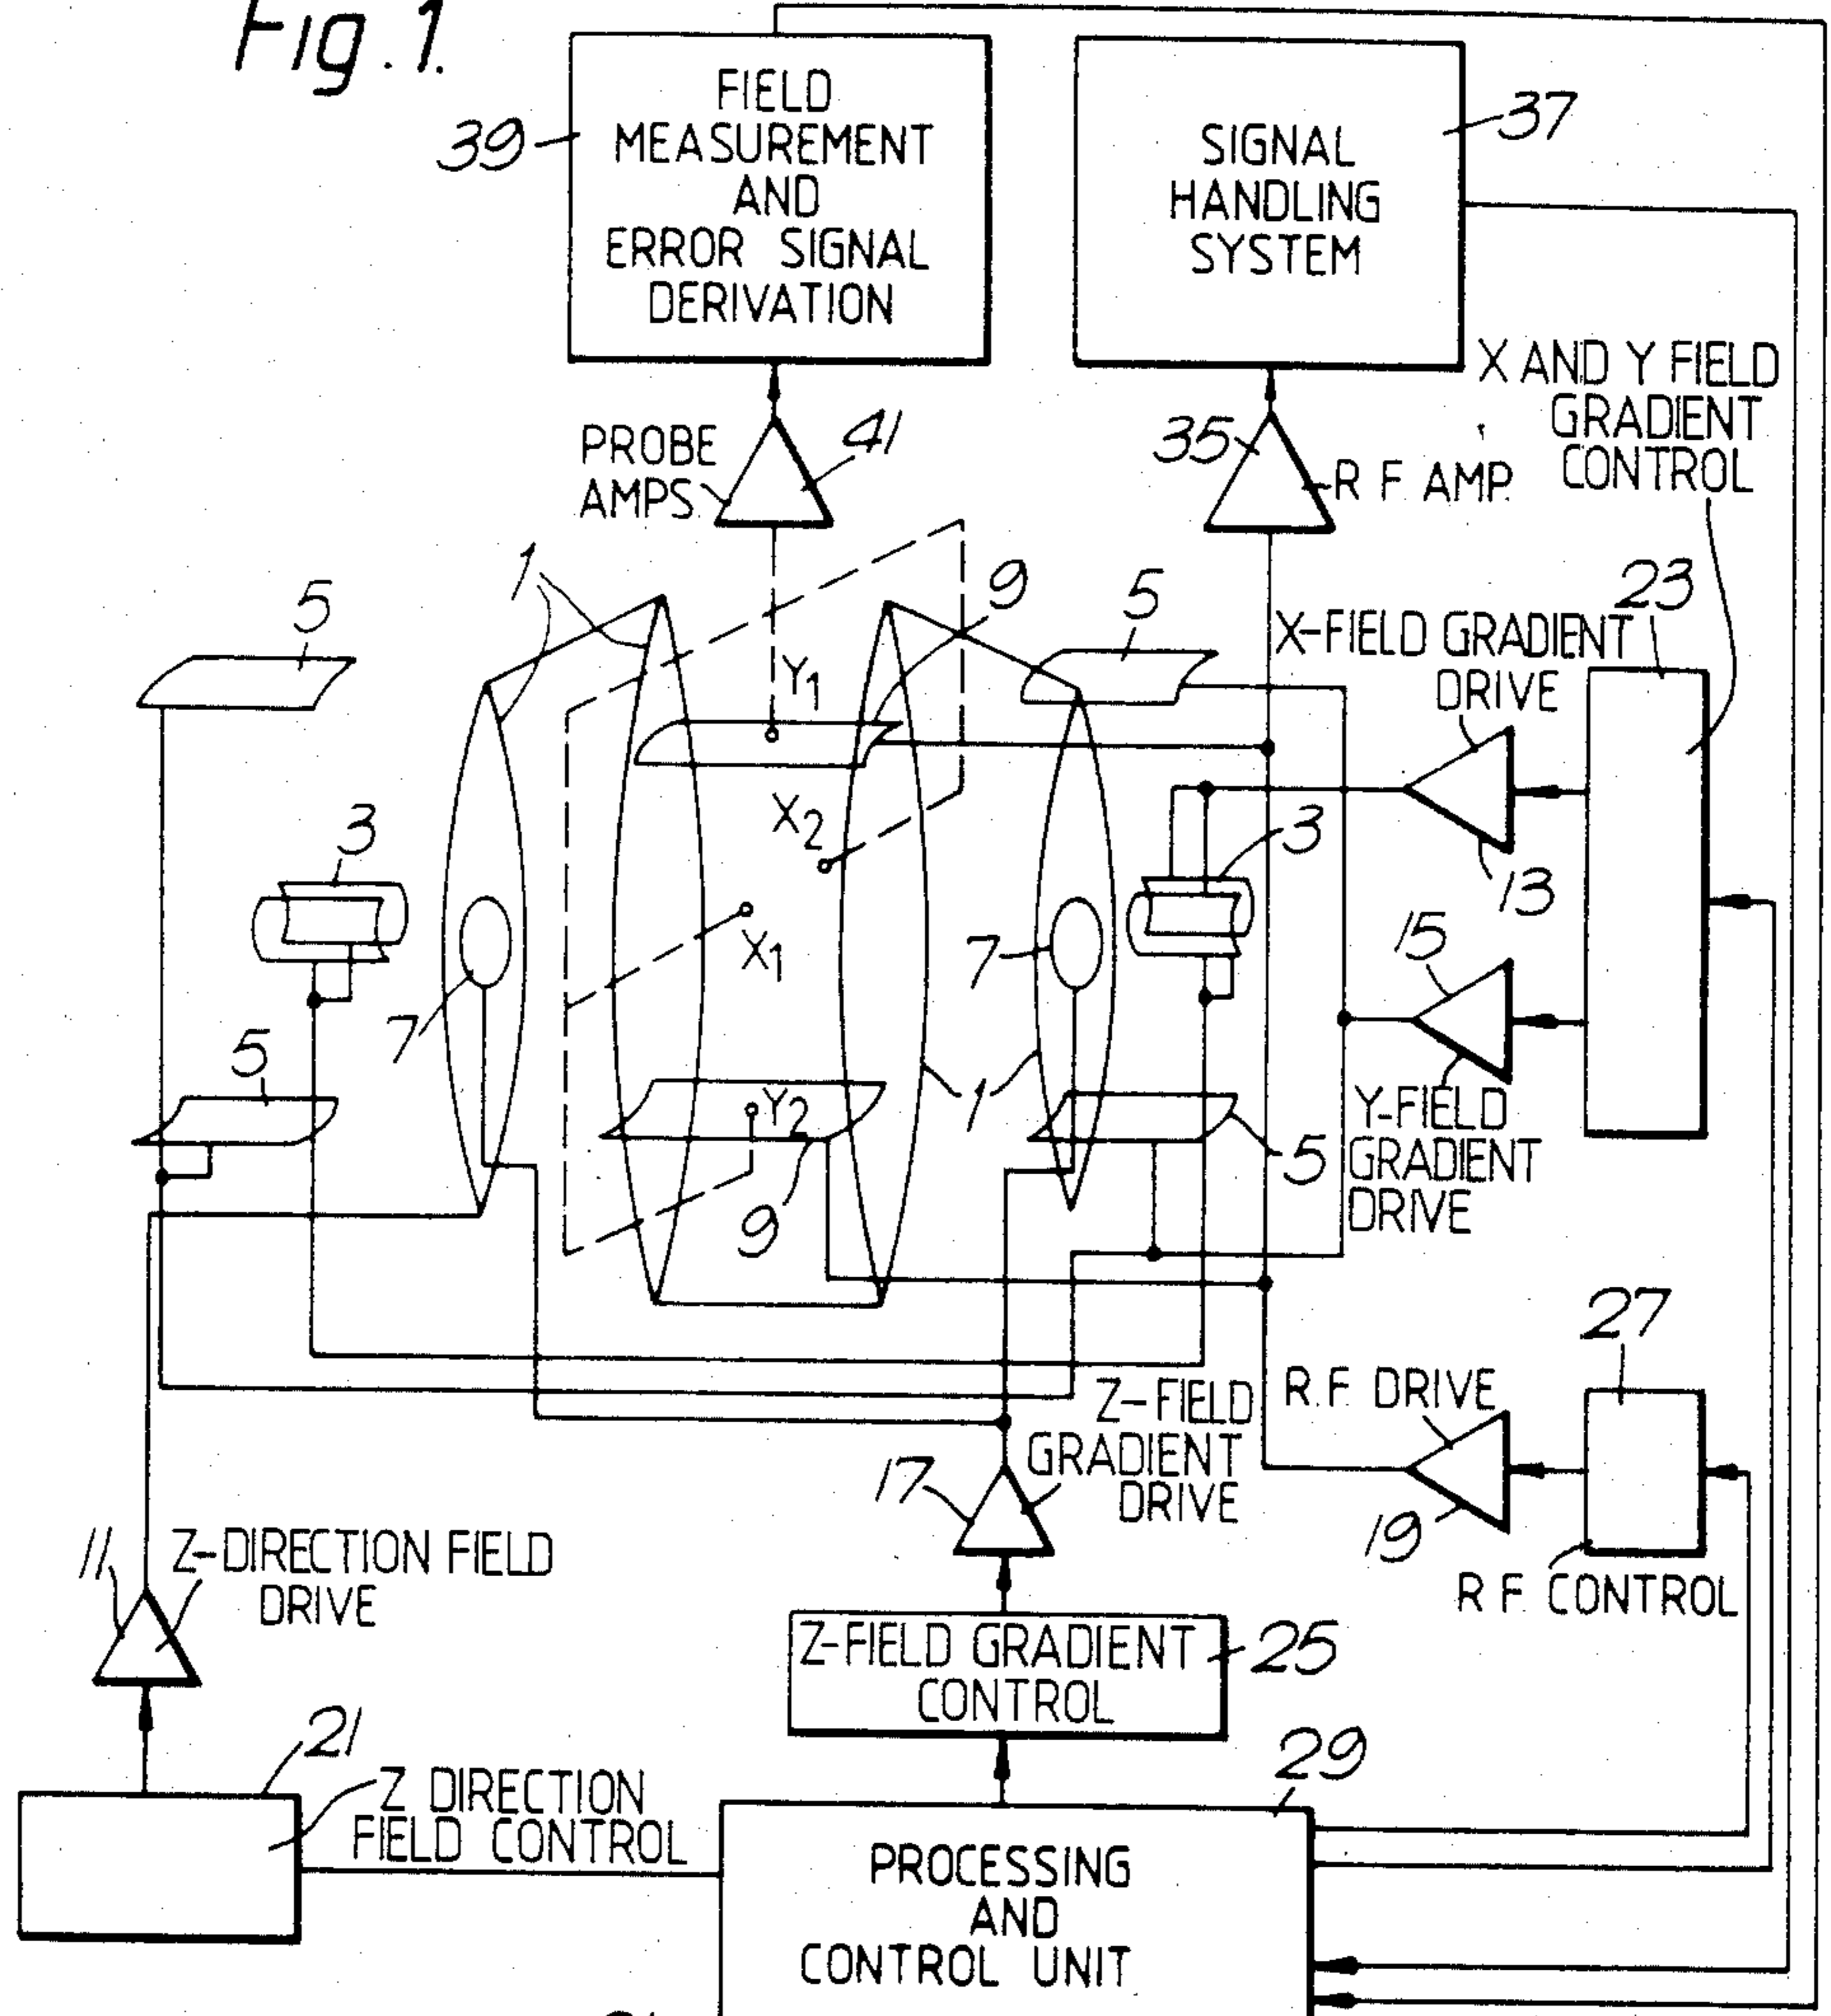 Fig. 1.
FIELD
MEASUREMENT
AND
ERROR SIGNAL
DERIVATION
39
SIGNAL
HANDLING
SYSTEM
37
X AND Y FIELD
GRADIENT
CONTROL
PROBE
AMPS
41
35
R F AMP.
1
9
5
5
23
X-FIELD GRADIENT
DRIVE
Y1
X2
3
3
13
X1
7
7
15
5
Y2
1
9
5
Y-FIELD
GRADIENT
DRIVE
27
R.F. DRIVE
Z-FIELD
GRADIENT
DRIVE
17
19
R F CONTROL
11
Z-DIRECTION FIELD
DRIVE
Z-FIELD GRADIENT
CONTROL
25
21
Z DIRECTION
FIELD CONTROL
29
PROCESSING
AND
CONTROL UNIT